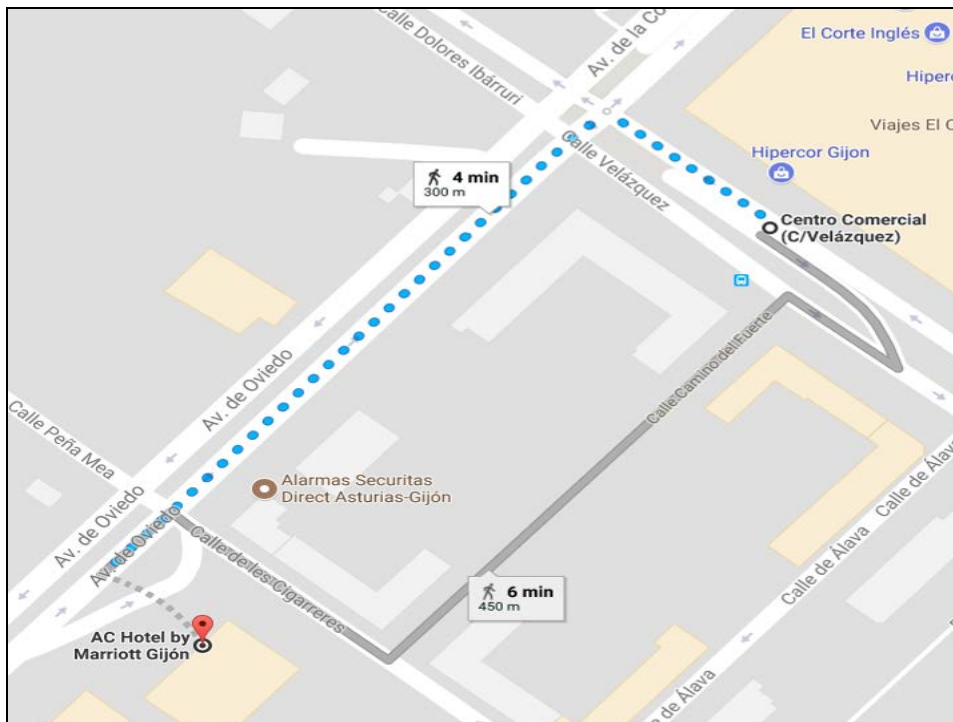 El Corte Inglés
Av. de la Co
Calle Dolores Ibárruri
Hiperc
Viajes El C
Calle Velázquez
Hipercor Gijon
4 min
300 m
Centro Comercial
(C/Velázquez)
Calle Camino del Fuerte
Av. de Oviedo
Calle Peña Mea
Alarmas Securitas
Direct Asturias-Gijón
Calle de Álava
Calle de Álava
Av. de Oviedo
Av. de Oviedo
Calle de les Cigarreres
6 min
450 m
AC Hotel by
Marriott Gijón
Calle de Álava